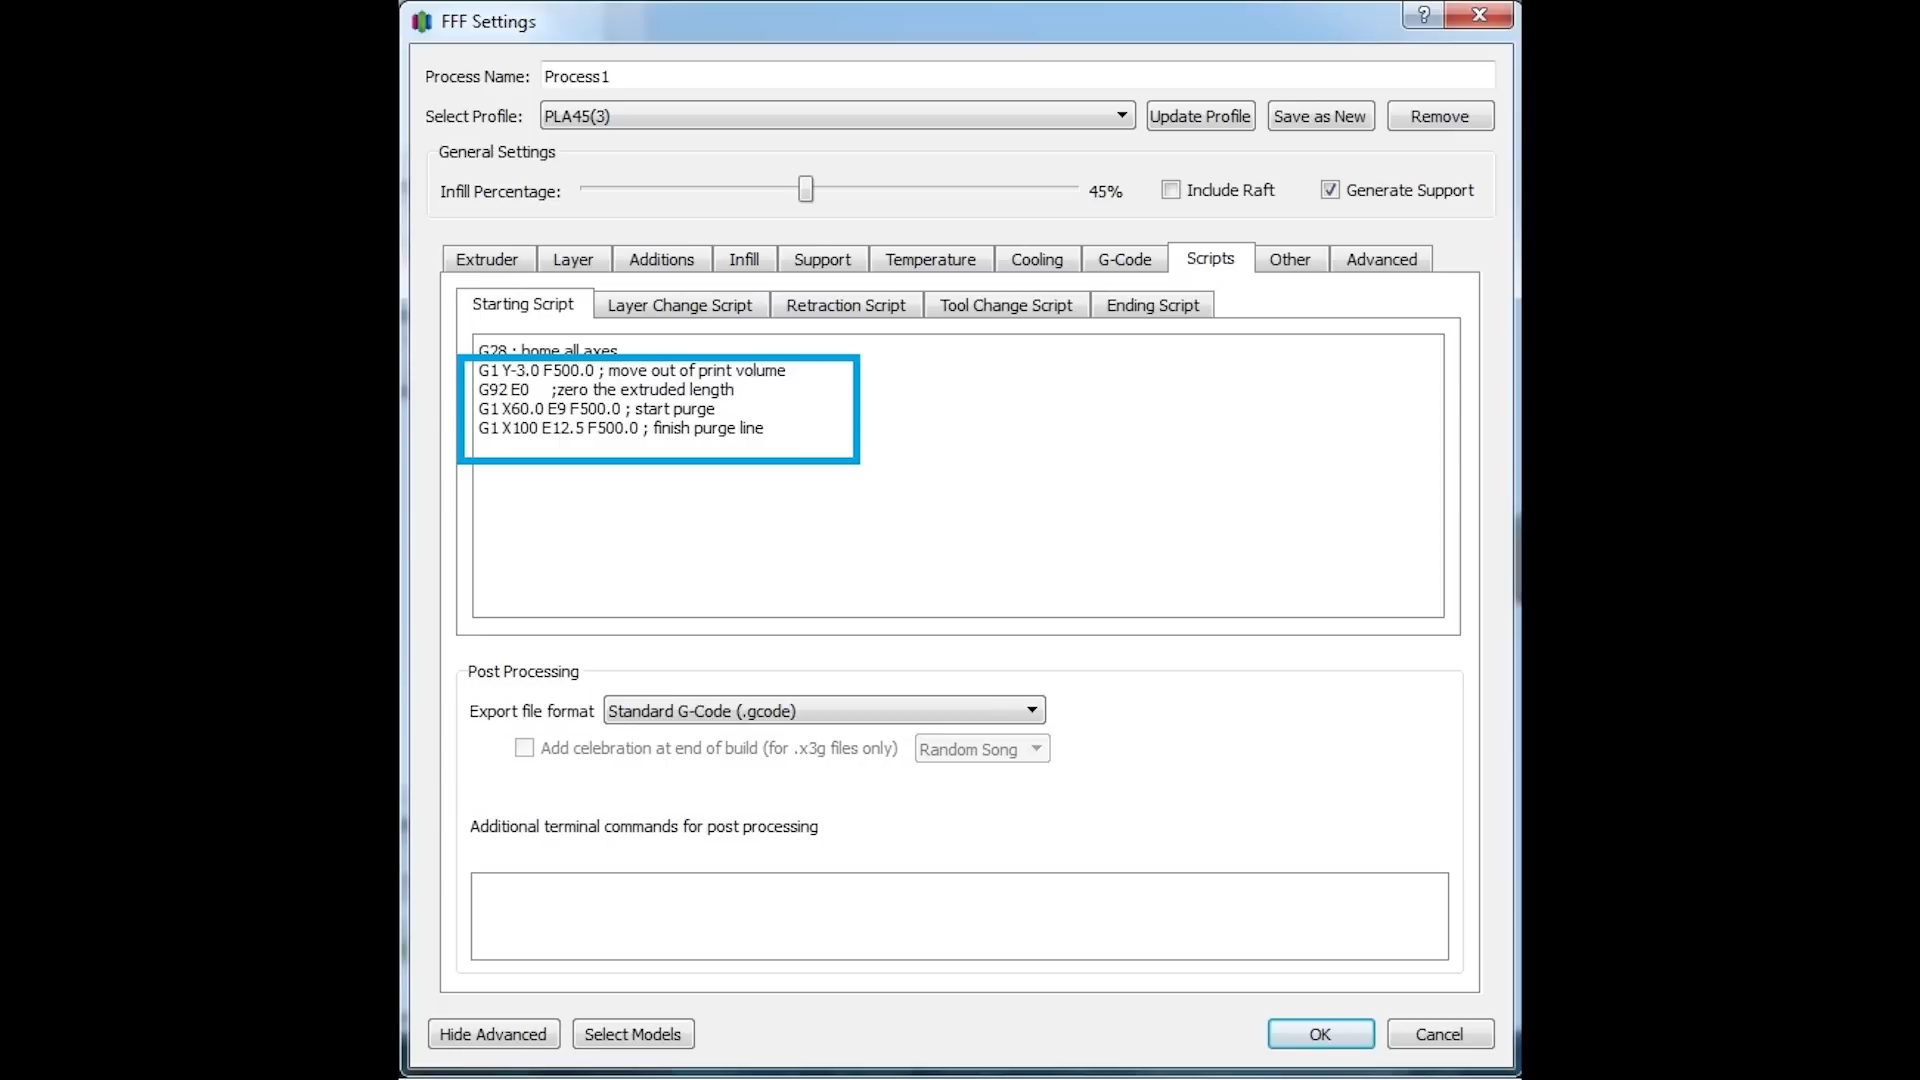 FFF Settings
Process Name: Process1
Select Profile: PLA45(3) Update Profile Save as New Remove
General Settings
Infill Percentage: 45% Include Raft Generate Support
Extruder Layer Additions Infill Support Temperature Cooling G-Code Scripts Other Advanced
Starting Script Layer Change Script Retraction Script Tool Change Script Ending Script
G28 ; home all axes
G1 Y-3.0 F500.0 ; move out of print volume
G92 E0 ;zero the extruded length
G1 X60.0 E9 F500.0 ; start purge
G1 X100 E12.5 F500.0 ; finish purge line
Post Processing
Export file format Standard G-Code (.gcode)
Add celebration at end of build (for .x3g files only) Random Song
Additional terminal commands for post processing
Hide Advanced Select Models OK Cancel